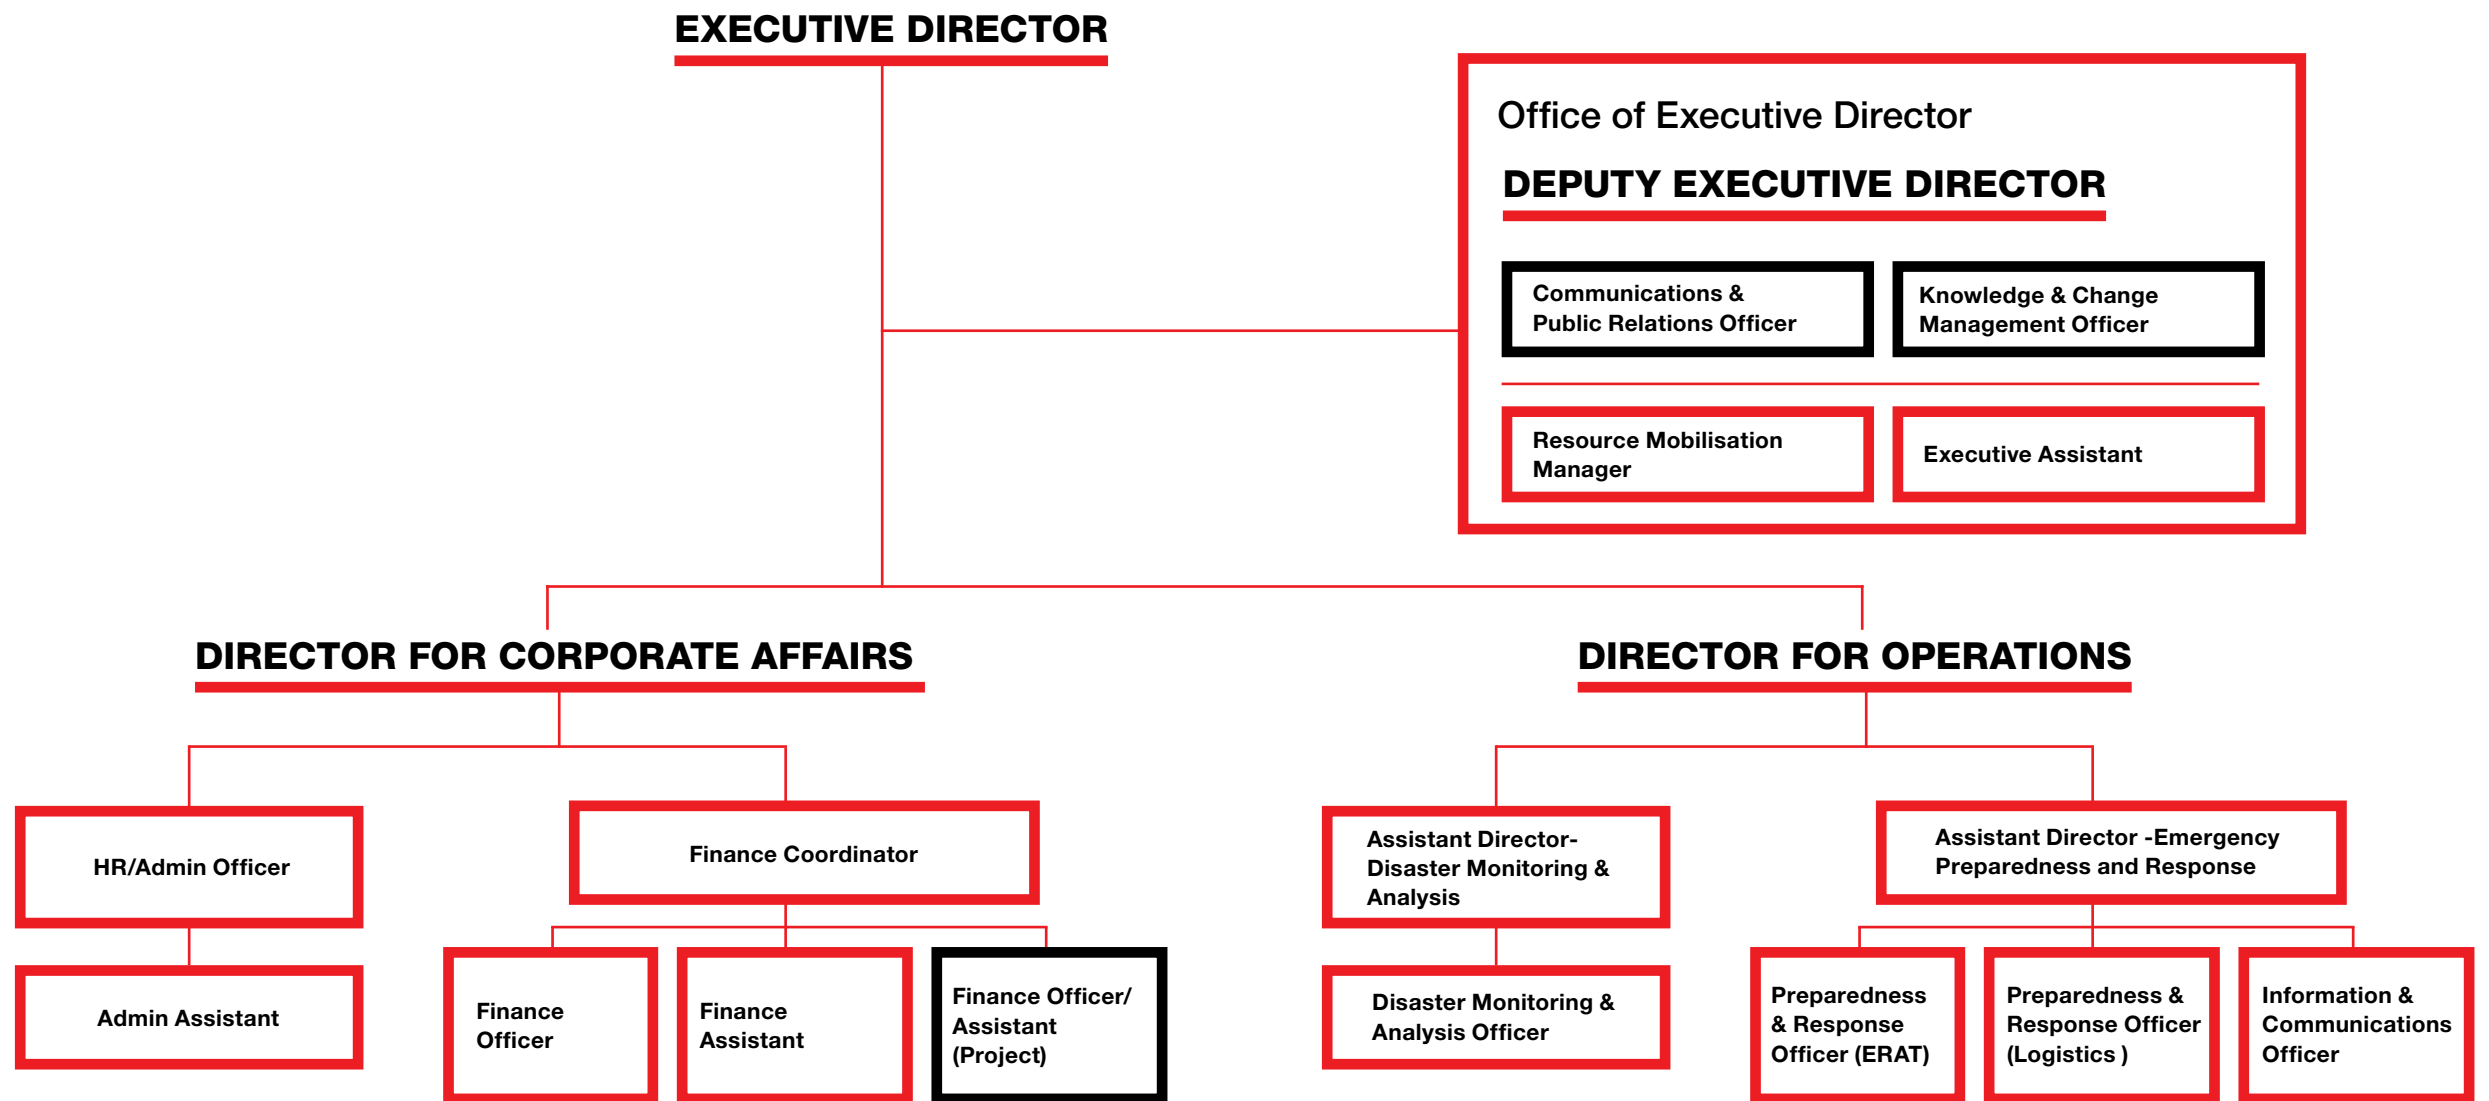 EXECUTIVE DIRECTOR
Office of Executive Director
DEPUTY EXECUTIVE DIRECTOR
Communications &
Public Relations Officer
Knowledge & Change
Management Officer
Resource Mobilisation
Manager
Executive Assistant
DIRECTOR FOR CORPORATE AFFAIRS
DIRECTOR FOR OPERATIONS
HR/Admin Officer
Finance Coordinator
Assistant Director-
Disaster Monitoring &
Analysis
Assistant Director -Emergency
Preparedness and Response
Admin Assistant
Finance
Officer
Finance
Assistant
Finance Officer/
Assistant
(Project)
Disaster Monitoring &
Analysis Officer
Preparedness
& Response
Officer (ERAT)
Preparedness &
Response Officer
(Logistics )
Information &
Communications
Officer